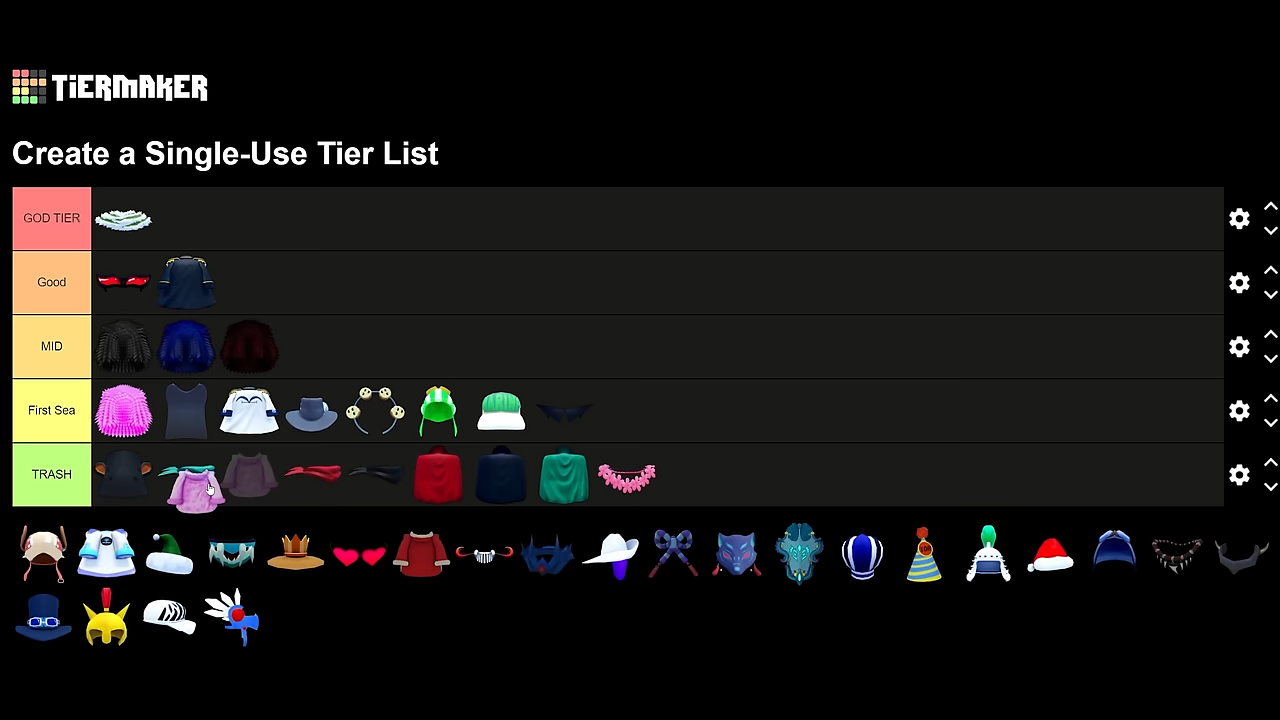 TIERMAKER
Create a Single-Use Tier List
GOD TIER
Good
MID
First Sea
TRASH